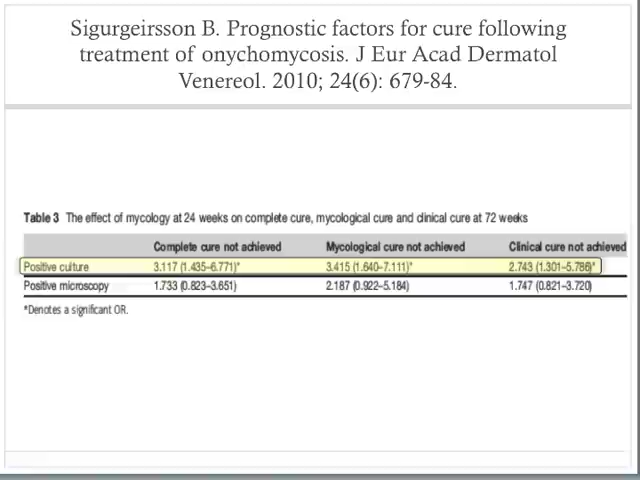 Sigurgeirsson B. Prognostic factors for cure following
treatment of onychomycosis. J Eur Acad Dermatol
Venereol. 2010; 24(6): 679-84.
Table 3 The effect of mycology at 24 weeks on complete cure, mycological cure and clinical cure at 72 weeks
Complete cure not achieved Mycological cure not achieved Clinical cure not achieved
Positive culture 3.117 (1.435–6.771)* 3.415 (1.640–7.111)* 2.743 (1.301–5.786)*
Positive microscopy 1.733 (0.823–3.651) 2.187 (0.922–5.184) 1.747 (0.821–3.720)
*Denotes a significant OR.